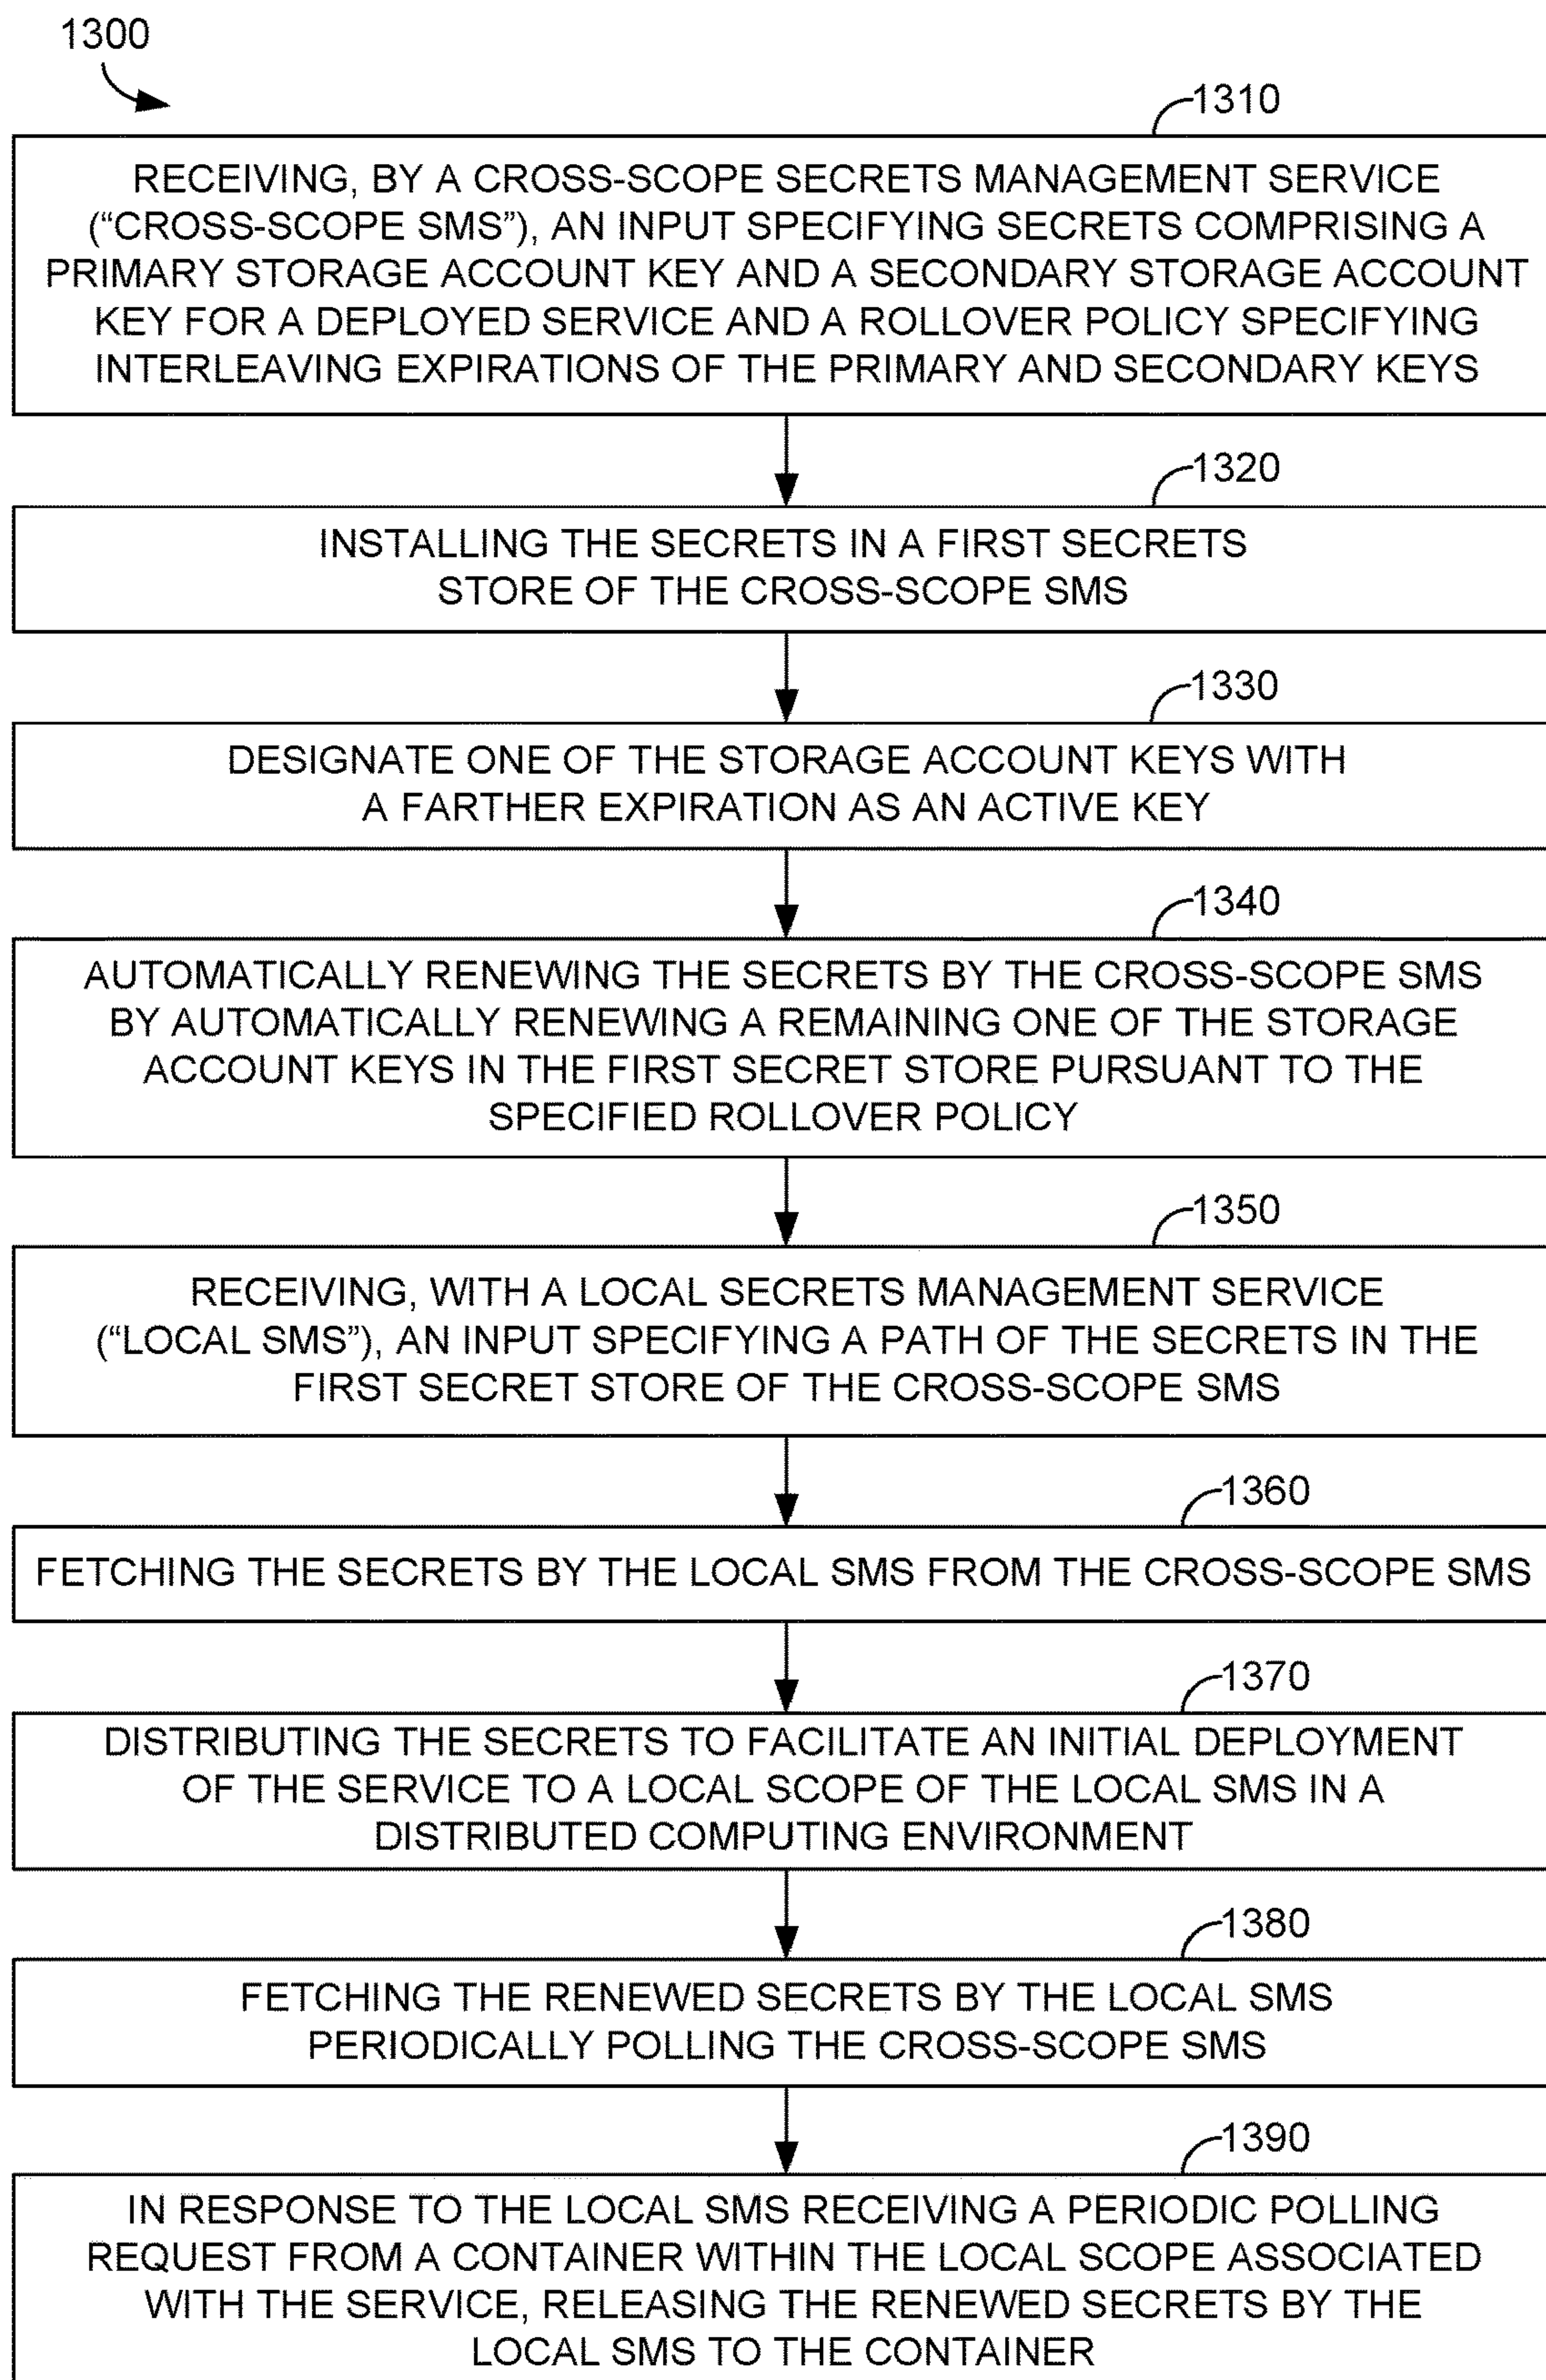 1300
1310
RECEIVING, BY A CROSS-SCOPE SECRETS MANAGEMENT SERVICE
(“CROSS-SCOPE SMS”), AN INPUT SPECIFYING SECRETS COMPRISING A
PRIMARY STORAGE ACCOUNT KEY AND A SECONDARY STORAGE ACCOUNT
KEY FOR A DEPLOYED SERVICE AND A ROLLOVER POLICY SPECIFYING
INTERLEAVING EXPIRATIONS OF THE PRIMARY AND SECONDARY KEYS
1320
INSTALLING THE SECRETS IN A FIRST SECRETS
STORE OF THE CROSS-SCOPE SMS
1330
DESIGNATE ONE OF THE STORAGE ACCOUNT KEYS WITH
A FARTHER EXPIRATION AS AN ACTIVE KEY
1340
AUTOMATICALLY RENEWING THE SECRETS BY THE CROSS-SCOPE SMS
BY AUTOMATICALLY RENEWING A REMAINING ONE OF THE STORAGE
ACCOUNT KEYS IN THE FIRST SECRET STORE PURSUANT TO THE
SPECIFIED ROLLOVER POLICY
1350
RECEIVING, WITH A LOCAL SECRETS MANAGEMENT SERVICE
(“LOCAL SMS”), AN INPUT SPECIFYING A PATH OF THE SECRETS IN THE
FIRST SECRET STORE OF THE CROSS-SCOPE SMS
1360
FETCHING THE SECRETS BY THE LOCAL SMS FROM THE CROSS-SCOPE SMS
1370
DISTRIBUTING THE SECRETS TO FACILITATE AN INITIAL DEPLOYMENT
OF THE SERVICE TO A LOCAL SCOPE OF THE LOCAL SMS IN A
DISTRIBUTED COMPUTING ENVIRONMENT
1380
FETCHING THE RENEWED SECRETS BY THE LOCAL SMS
PERIODICALLY POLLING THE CROSS-SCOPE SMS
1390
IN RESPONSE TO THE LOCAL SMS RECEIVING A PERIODIC POLLING
REQUEST FROM A CONTAINER WITHIN THE LOCAL SCOPE ASSOCIATED
WITH THE SERVICE, RELEASING THE RENEWED SECRETS BY THE
LOCAL SMS TO THE CONTAINER